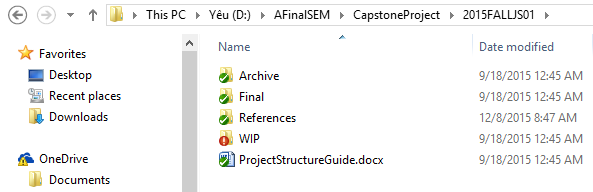 This PC Yêu (D:) AFinalSEM CapstoneProject 2015FALLJS01
Favorites
Desktop
Recent places
Downloads
OneDrive
Documents
Name Date modified
Archive 9/18/2015 12:45 AM
Final 9/18/2015 12:45 AM
References 12/8/2015 8:47 AM
WIP 9/18/2015 12:45 AM
ProjectStructureGuide.docx 9/18/2015 12:45 AM